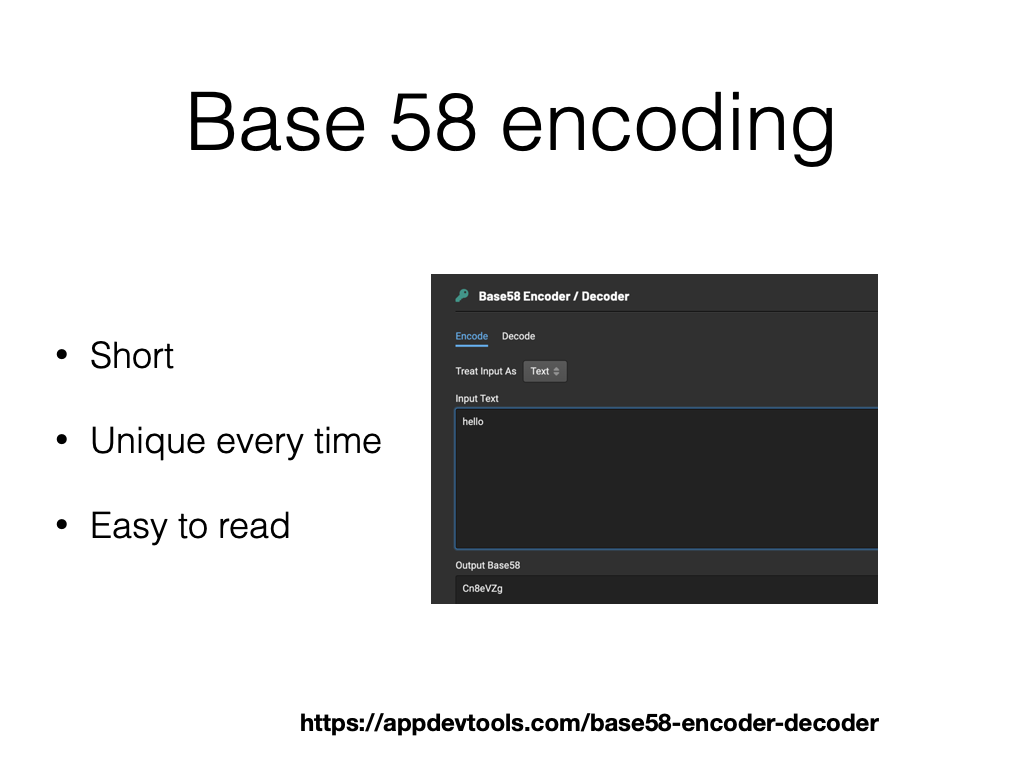 Base 58 encoding
• Short
• Unique every time
• Easy to read
Base58 Encoder / Decoder
Encode Decode
Treat Input As Text
Input Text
hello
Output Base58
Cn8eVZg
https://appdevtools.com/base58-encoder-decoder